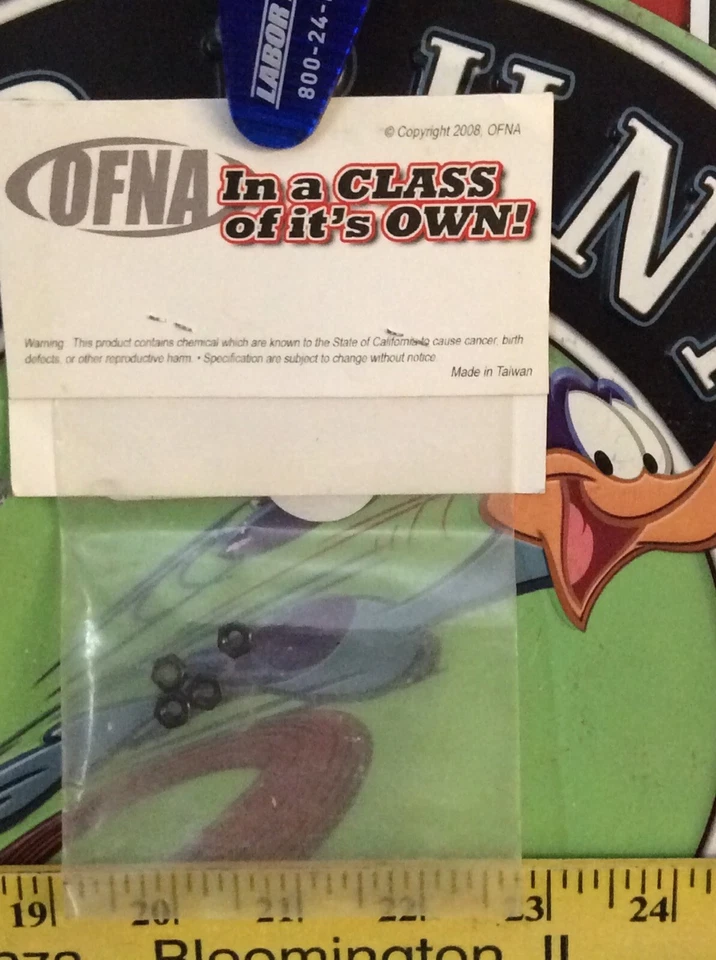 LABOR
800-24-
© Copyright 2008, OFNA
OFNA
In a CLASS
of it's OWN!
Warning: This product contains chemical which are known to the State of California to cause cancer, birth
defects, or other reproductive harm. • Specification are subject to change without notice.
Made in Taiwan
UN
19 20 21 22 23 24
Bloomington, IL